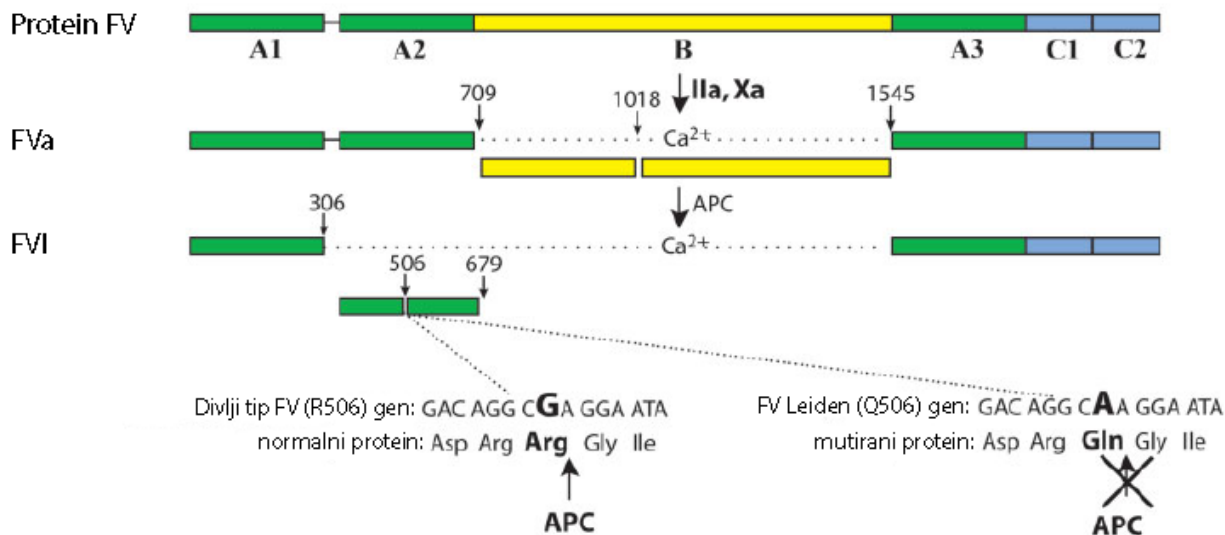 Protein FV
A1 A2 B A3 C1 C2
IIa, Xa
709 1018 1545
FVa Ca2+
APC
306
FVI Ca2+
506 679
Divlji tip FV (R506) gen: GAC AGG CGA GGA ATA
normalni protein: Asp Arg Arg Gly Ile
APC
FV Leiden (Q506) gen: GAC AGG CAA GGA ATA
mutirani protein: Asp Arg Gln Gly Ile
APC